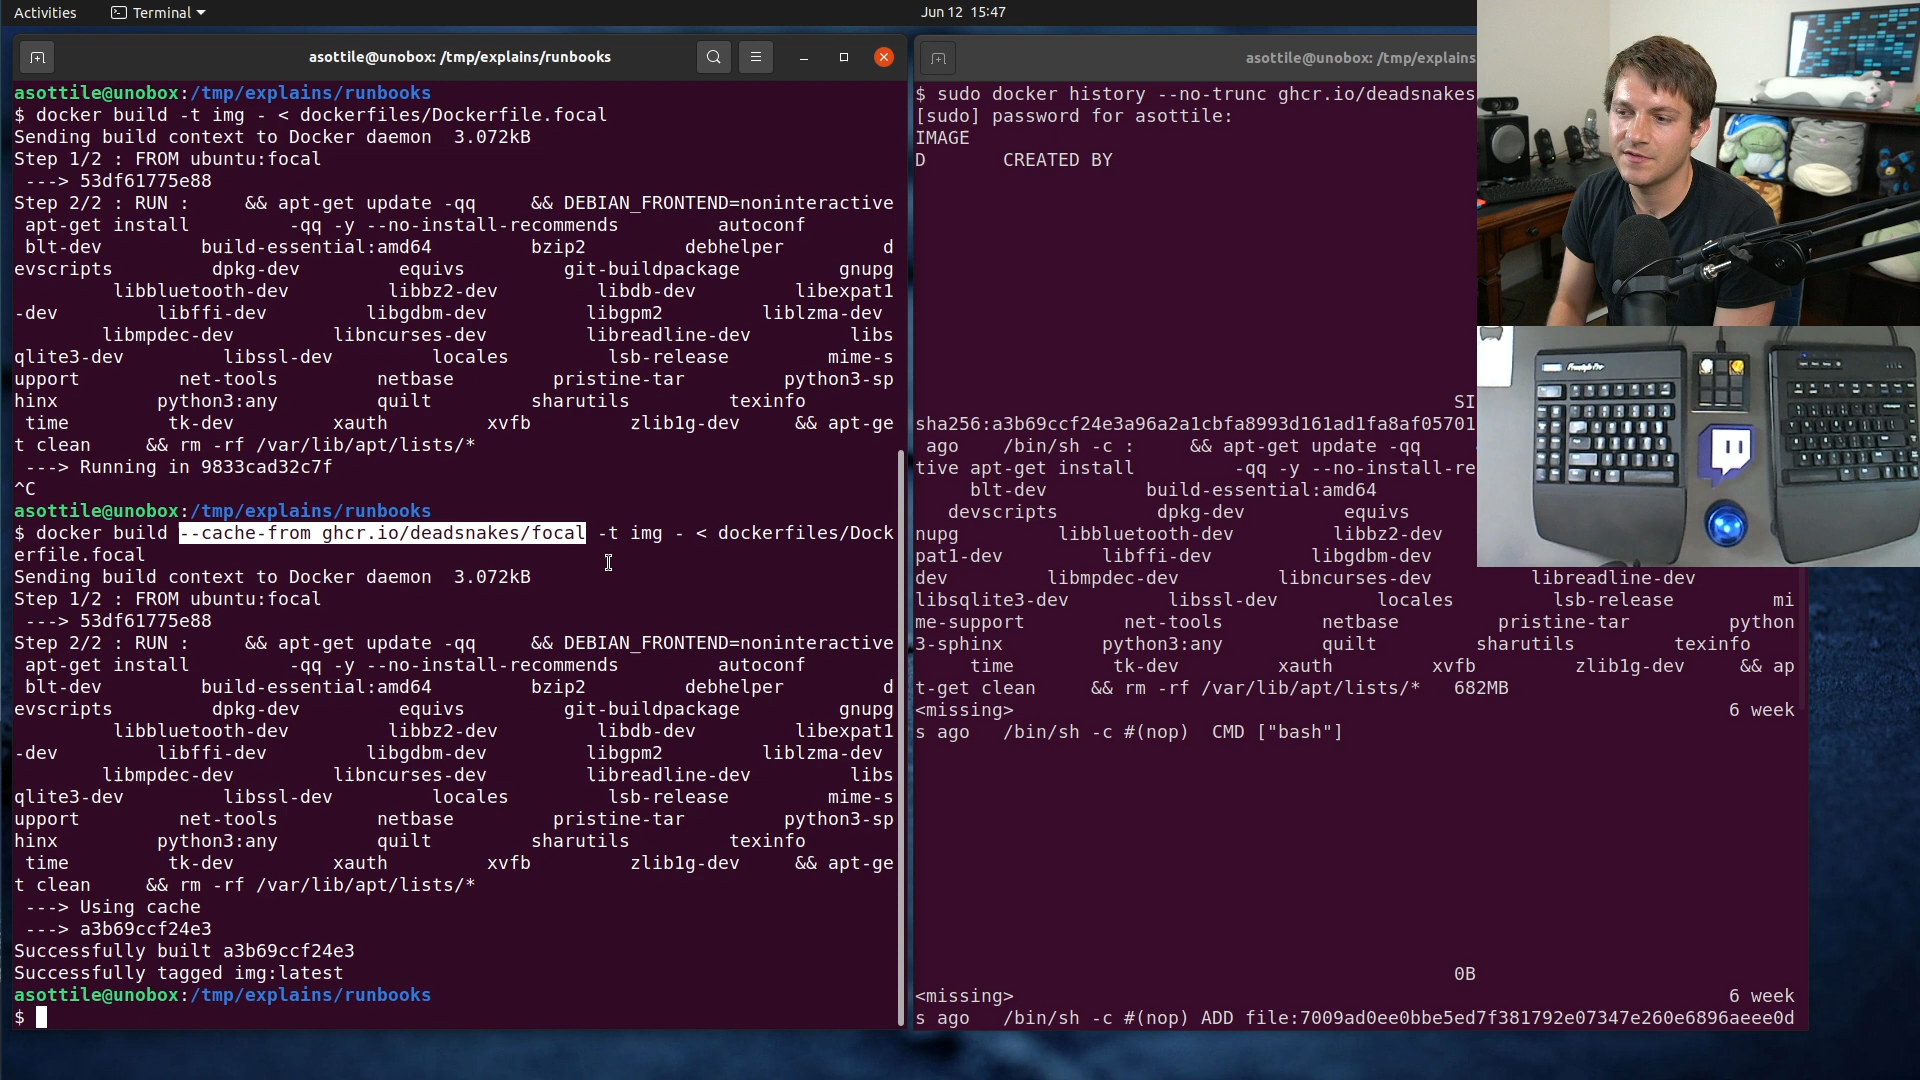 Activities
Terminal
Jun 12 15:47
asottile@unobox: /tmp/explains/runbooks
asottile@unobox:/tmp/explains/runbooks
$ docker build -t img - < dockerfiles/Dockerfile.focal
Sending build context to Docker daemon  3.072kB
Step 1/2 : FROM ubuntu:focal
 ---> 53df61775e88
Step 2/2 : RUN :     && apt-get update -qq     && DEBIAN_FRONTEND=noninteractive
 apt-get install         -qq -y --no-install-recommends         autoconf
 blt-dev         build-essential:amd64         bzip2         debhelper         d
evscripts         dpkg-dev         equivs         git-buildpackage         gnupg
         libbluetooth-dev         libbz2-dev         libdb-dev         libexpat1
-dev         libffi-dev         libgdbm-dev         libgpm2         liblzma-dev
        libmpdec-dev         libncurses-dev         libreadline-dev         libs
qlite3-dev         libssl-dev         locales         lsb-release         mime-s
upport         net-tools         netbase         pristine-tar         python3-sp
hinx         python3:any         quilt         sharutils         texinfo
 time         tk-dev         xauth         xvfb         zlib1g-dev     && apt-ge
t clean     && rm -rf /var/lib/apt/lists/*
 ---> Running in 9833cad32c7f
^C
asottile@unobox:/tmp/explains/runbooks
$ docker build --cache-from ghcr.io/deadsnakes/focal -t img - < dockerfiles/Dock
erfile.focal
Sending build context to Docker daemon  3.072kB
Step 1/2 : FROM ubuntu:focal
 ---> 53df61775e88
Step 2/2 : RUN :     && apt-get update -qq     && DEBIAN_FRONTEND=noninteractive
 apt-get install         -qq -y --no-install-recommends         autoconf
 blt-dev         build-essential:amd64         bzip2         debhelper         d
evscripts         dpkg-dev         equivs         git-buildpackage         gnupg
         libbluetooth-dev         libbz2-dev         libdb-dev         libexpat1
-dev         libffi-dev         libgdbm-dev         libgpm2         liblzma-dev
        libmpdec-dev         libncurses-dev         libreadline-dev         libs
qlite3-dev         libssl-dev         locales         lsb-release         mime-s
upport         net-tools         netbase         pristine-tar         python3-sp
hinx         python3:any         quilt         sharutils         texinfo
 time         tk-dev         xauth         xvfb         zlib1g-dev     && apt-ge
t clean     && rm -rf /var/lib/apt/lists/*
 ---> Using cache
 ---> a3b69ccf24e3
Successfully built a3b69ccf24e3
Successfully tagged img:latest
asottile@unobox:/tmp/explains/runbooks
$
asottile@unobox: /tmp/explains
$ sudo docker history --no-trunc ghcr.io/deadsnakes
[sudo] password for asottile:
IMAGE
D       CREATED BY
SI
sha256:a3b69ccf24e3a96a2a1cbfa8993d161ad1fa8af05701
 ago    /bin/sh -c :     && apt-get update -qq
tive apt-get install         -qq -y --no-install-re
     blt-dev         build-essential:amd64
   devscripts         dpkg-dev         equivs
nupg         libbluetooth-dev         libbz2-dev
pat1-dev         libffi-dev         libgdbm-dev
dev         libmpdec-dev         libncurses-dev         libreadline-dev
libsqlite3-dev         libssl-dev         locales         lsb-release         mi
me-support         net-tools         netbase         pristine-tar         python
3-sphinx         python3:any         quilt         sharutils         texinfo
     time         tk-dev         xauth         xvfb         zlib1g-dev     && ap
t-get clean     && rm -rf /var/lib/apt/lists/*   682MB
<missing>                                                                 6 week
s ago   /bin/sh -c #(nop)  CMD ["bash"]
0B
<missing>                                                                 6 week
s ago   /bin/sh -c #(nop) ADD file:7009ad0ee0bbe5ed7f381792e07347e260e6896aeee0d
Freestyle Pro